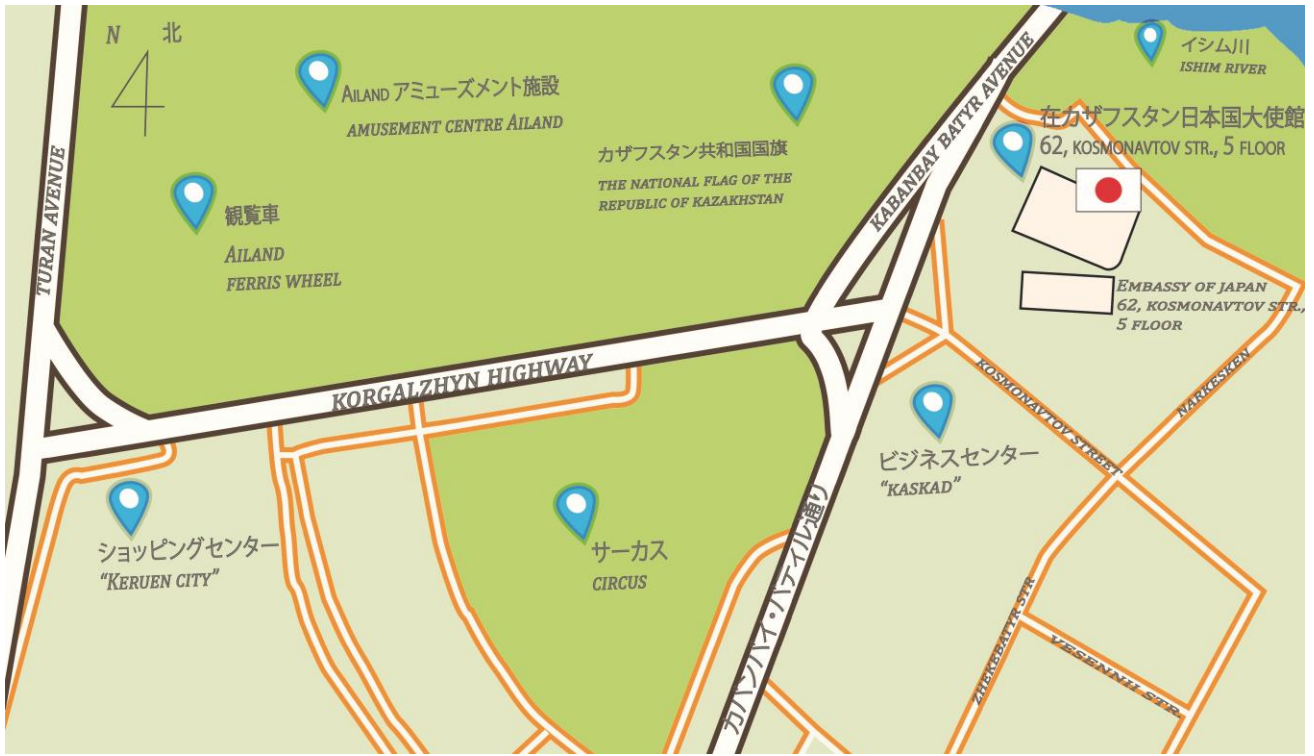 N 北
AILAND アミューズメント施設
AMUSEMENT CENTRE AILAND
観覧車
AILAND
FERRIS WHEEL
カザフスタン共和国国旗
THE NATIONAL FLAG OF THE
REPUBLIC OF KAZAKHSTAN
イシム川
ISHIM RIVER
在カザフスタン日本国大使館
62, KOSMONAVTOV STR., 5 FLOOR
EMBASSY OF JAPAN
62, KOSMONAVTOV STR.,
5 FLOOR
TURAN AVENUE
KABANBAY BATYR AVENUE
KORGALZHYN HIGHWAY
KOSMONAVTOV STREET
NARKESKEN
ビジネスセンター
“KASKAD”
ショッピングセンター
“KERUEN CITY”
サーカス
CIRCUS
カバンバイ・バティル通り
ZHEKEBATYR STR
VESENNII STR.